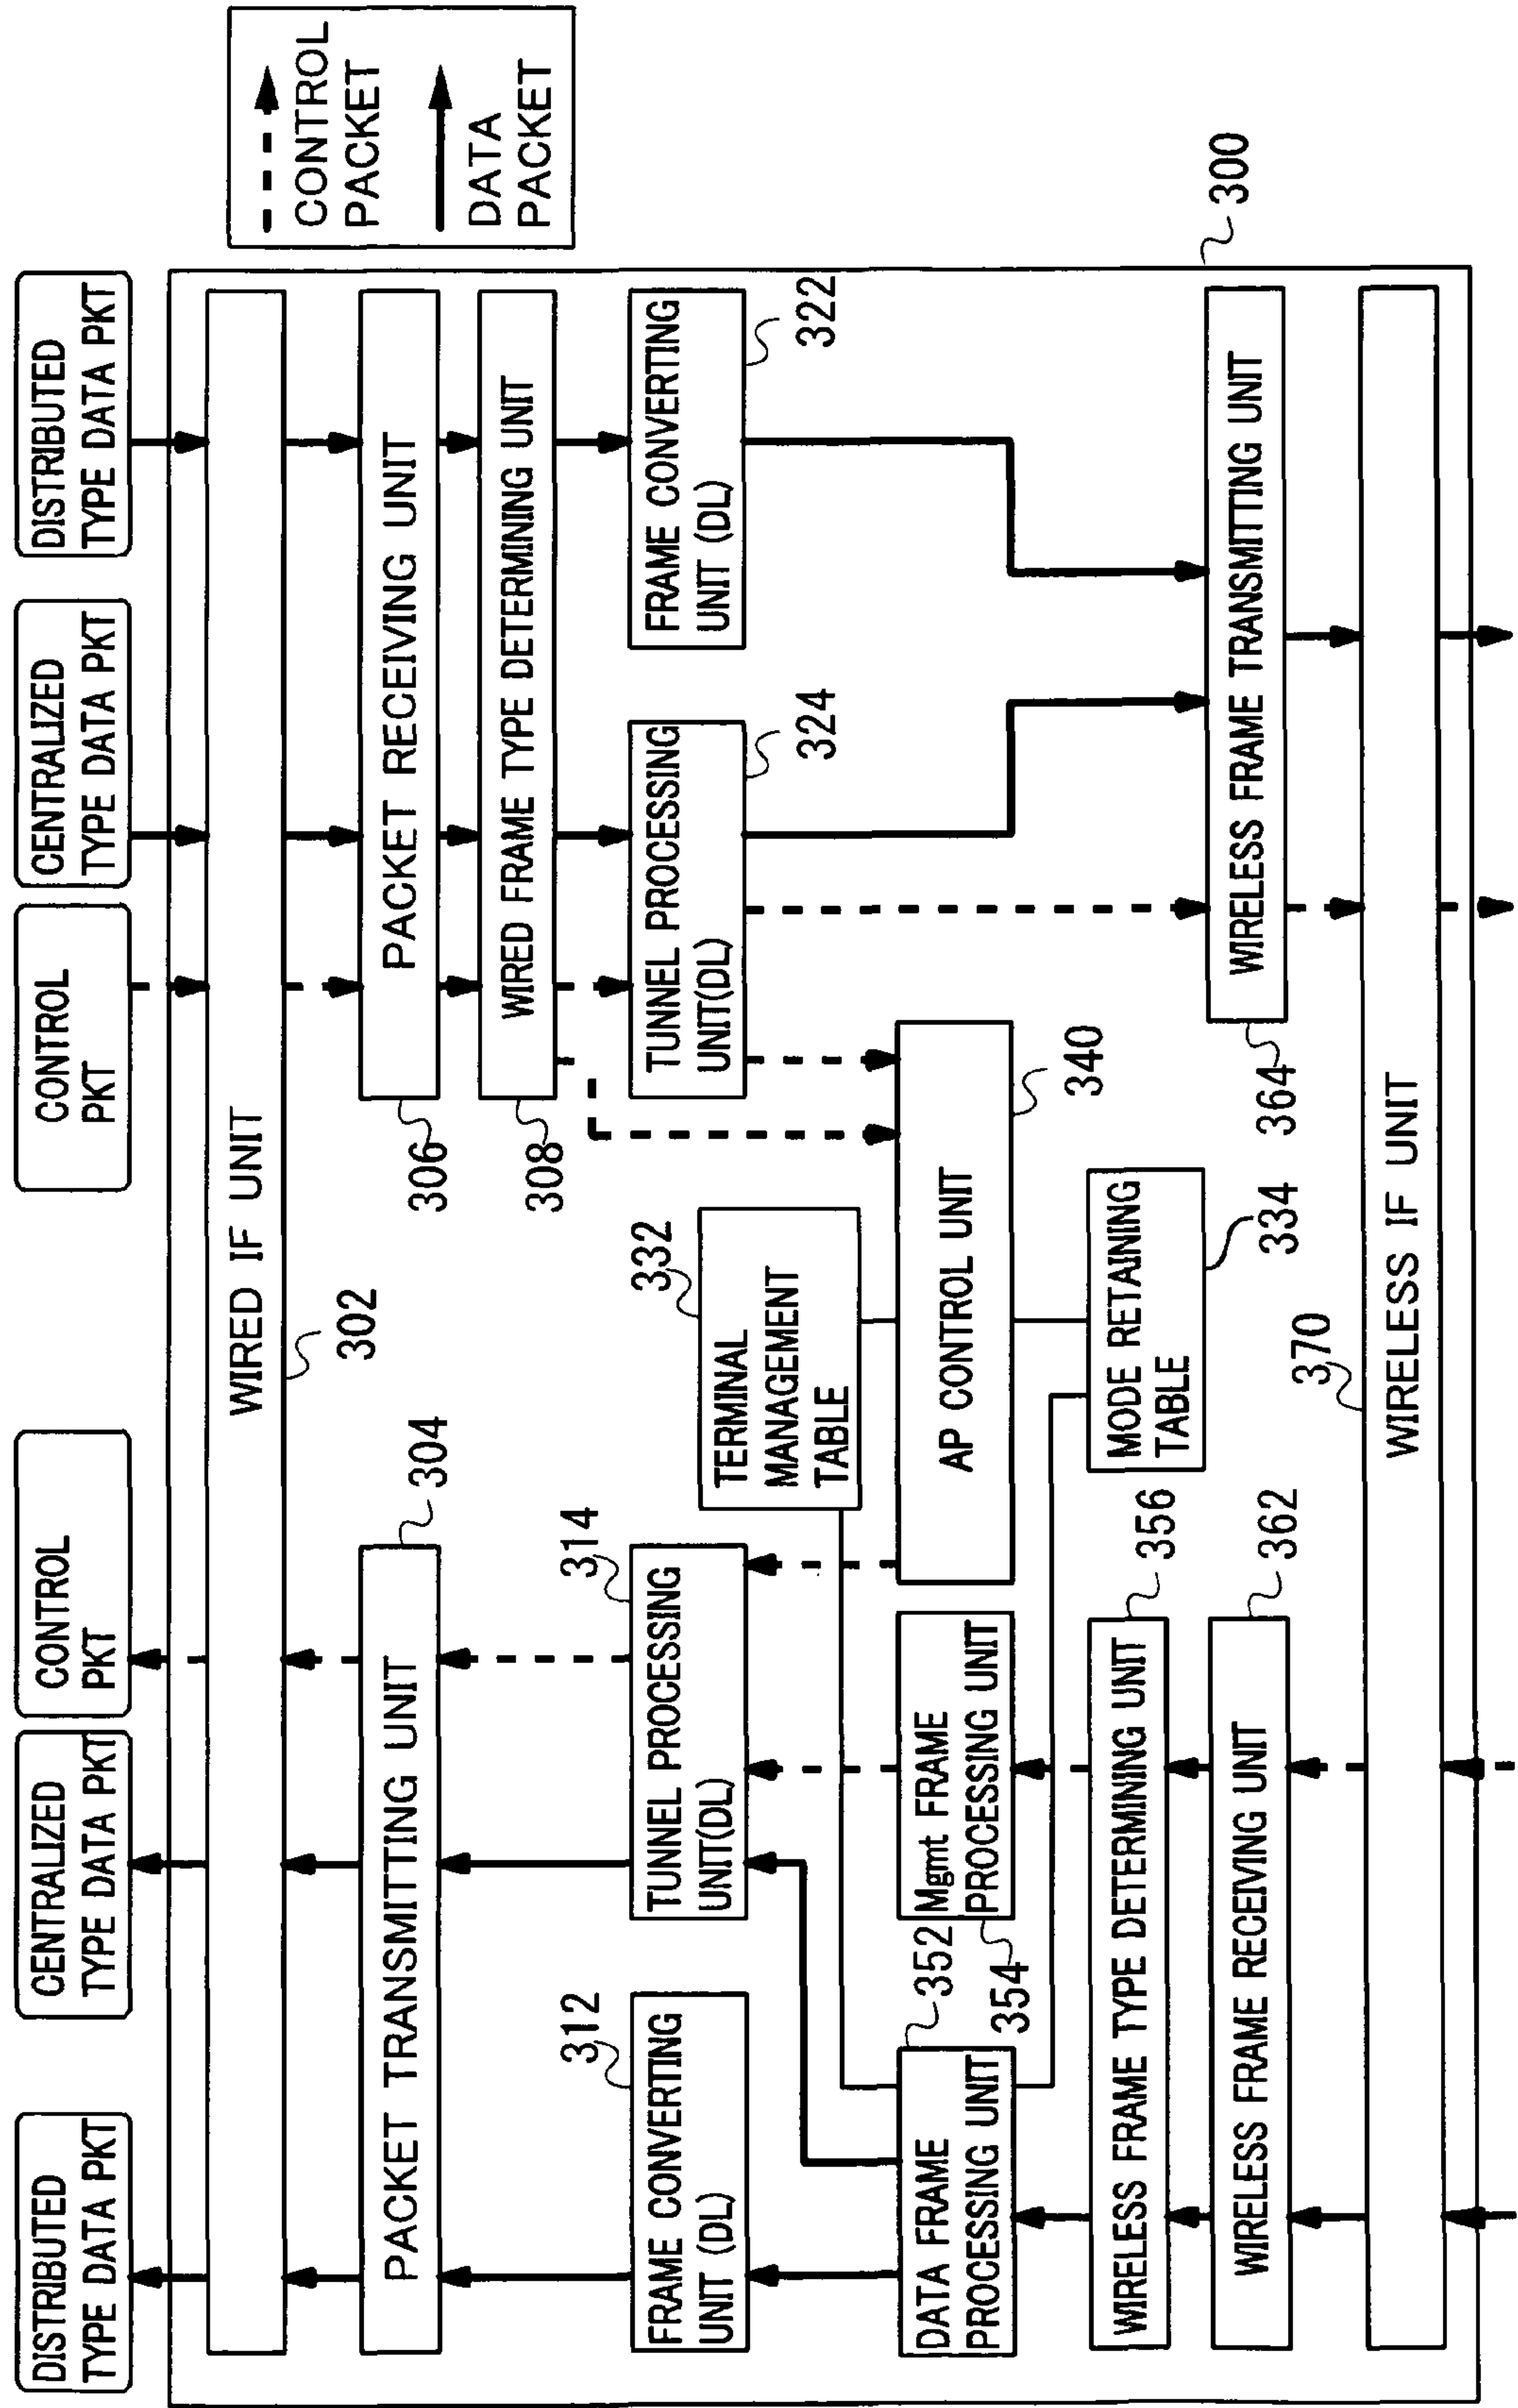 DISTRIBUTED
TYPE DATA PKT
CENTRALIZED
TYPE DATA PKT
CONTROL
PKT
CONTROL
PKT
CENTRALIZED
TYPE DATA PKT
DISTRIBUTED
TYPE DATA PKT
CONTROL
PACKET
DATA
PACKET
WIRED IF UNIT
302
PACKET TRANSMITTING UNIT
304
PACKET RECEIVING UNIT
306
WIRED FRAME TYPE DETERMINING UNIT
308
FRAME CONVERTING
UNIT (DL)
312
TUNNEL PROCESSING
UNIT(DL)
314
TUNNEL PROCESSING
UNIT(DL)
324
FRAME CONVERTING
UNIT (DL)
322
TERMINAL
MANAGEMENT
TABLE
332
DATA FRAME
PROCESSING UNIT
352
Mgmt FRAME
PROCESSING UNIT
354
AP CONTROL UNIT
340
MODE RETAINING
TABLE
334
WIRELESS FRAME TYPE DETERMINING UNIT
356
WIRELESS FRAME RECEIVING UNIT
362
WIRELESS FRAME TRANSMITTING UNIT
364
300
WIRELESS IF UNIT
370